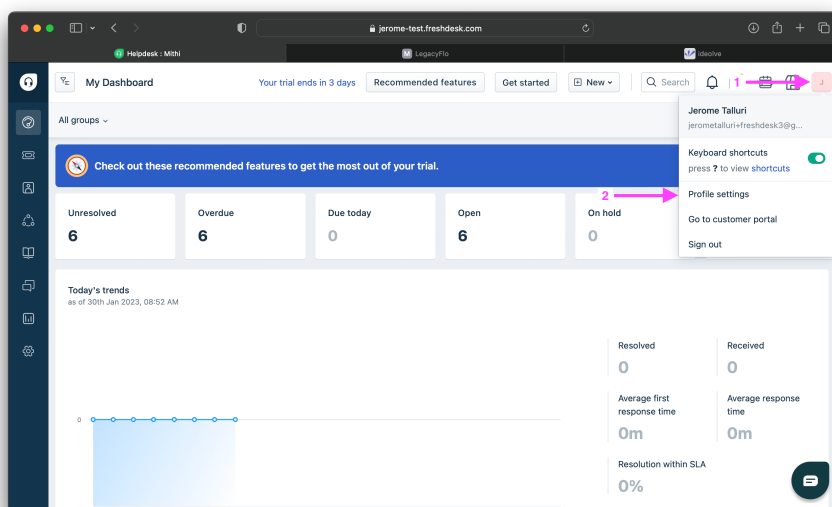 jerome-test.freshdesk.com
Helpdesk : Mithi
M LegacyFlo
Ideolve
My Dashboard
Your trial ends in 3 days
Recommended features
Get started
New
Search
1
J
All groups
Jerome Talluri
jerometalluri+freshdesk3@g...
Keyboard shortcuts
press ? to view shortcuts
2
Profile settings
Go to customer portal
Sign out
Check out these recommended features to get the most out of your trial.
Unresolved
6
Overdue
6
Due today
0
Open
6
On hold
0
Today's trends
as of 30th Jan 2023, 08:52 AM
0
Resolved
0
Received
0
Average first
response time
0m
Average response
time
0m
Resolution within SLA
0%